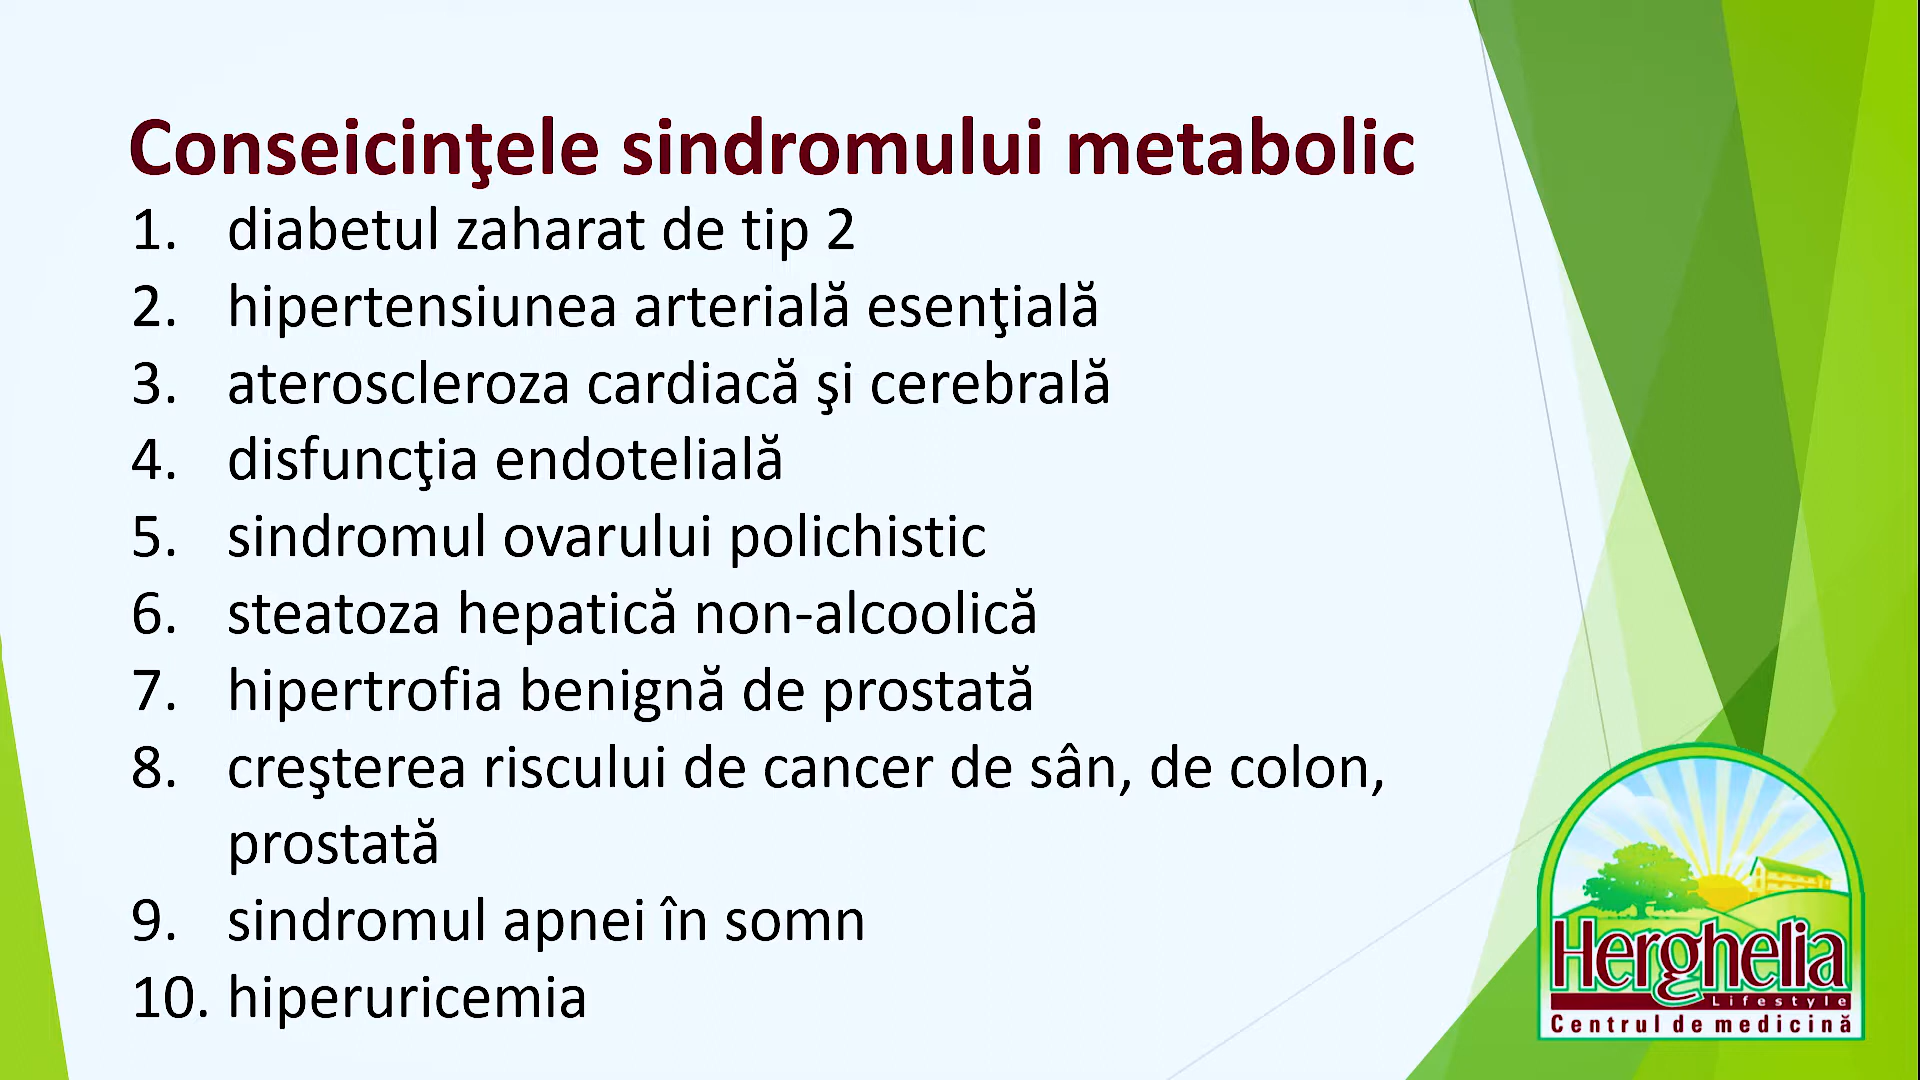 Conseicinţele sindromului metabolic
1. diabetul zaharat de tip 2
2. hipertensiunea arterială esenţială
3. ateroscleroza cardiacă şi cerebrală
4. disfuncţia endotelială
5. sindromul ovarului polichistic
6. steatoza hepatică non-alcoolică
7. hipertrofia benignă de prostată
8. creşterea riscului de cancer de sân, de colon,
prostată
9. sindromul apnei în somn
10. hiperuricemia
Herghelia
Lifestyle
Centrul de medicină